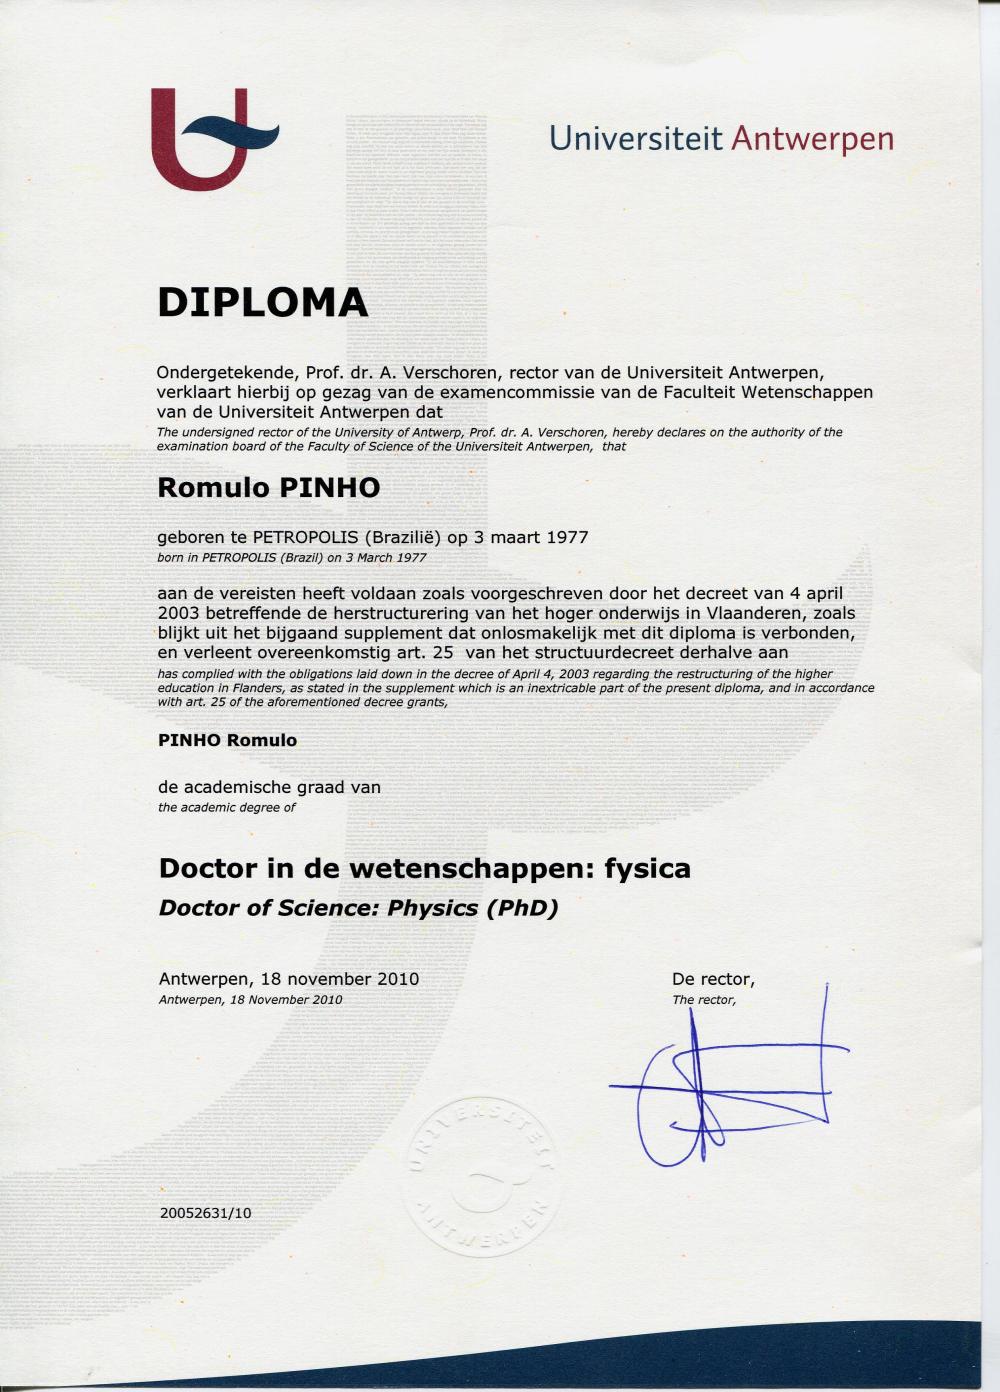 Universiteit Antwerpen
DIPLOMA
Ondergetekende, Prof. dr. A. Verschoren, rector van de Universiteit Antwerpen,
verklaart hierbij op gezag van de examencommissie van de Faculteit Wetenschappen
van de Universiteit Antwerpen dat
The undersigned rector of the University of Antwerp, Prof. dr. A. Verschoren, hereby declares on the authority of the
examination board of the Faculty of Science of the Universiteit Antwerpen, that
Romulo PINHO
geboren te PETROPOLIS (Brazilië) op 3 maart 1977
born in PETROPOLIS (Brazil) on 3 March 1977
aan de vereisten heeft voldaan zoals voorgeschreven door het decreet van 4 april
2003 betreffende de herstructurering van het hoger onderwijs in Vlaanderen, zoals
blijkt uit het bijgaand supplement dat onlosmakelijk met dit diploma is verbonden,
en verleent overeenkomstig art. 25 van het structuurdecreet derhalve aan
has complied with the obligations laid down in the decree of April 4, 2003 regarding the restructuring of the higher
education in Flanders, as stated in the supplement which is an inextricable part of the present diploma, and in accordance
with art. 25 of the aforementioned decree grants,
PINHO Romulo
de academische graad van
the academic degree of
Doctor in de wetenschappen: fysica
Doctor of Science: Physics (PhD)
Antwerpen, 18 november 2010
Antwerpen, 18 November 2010
De rector,
The rector,
UNIVERSITEIT
ANTWERPEN
20052631/10